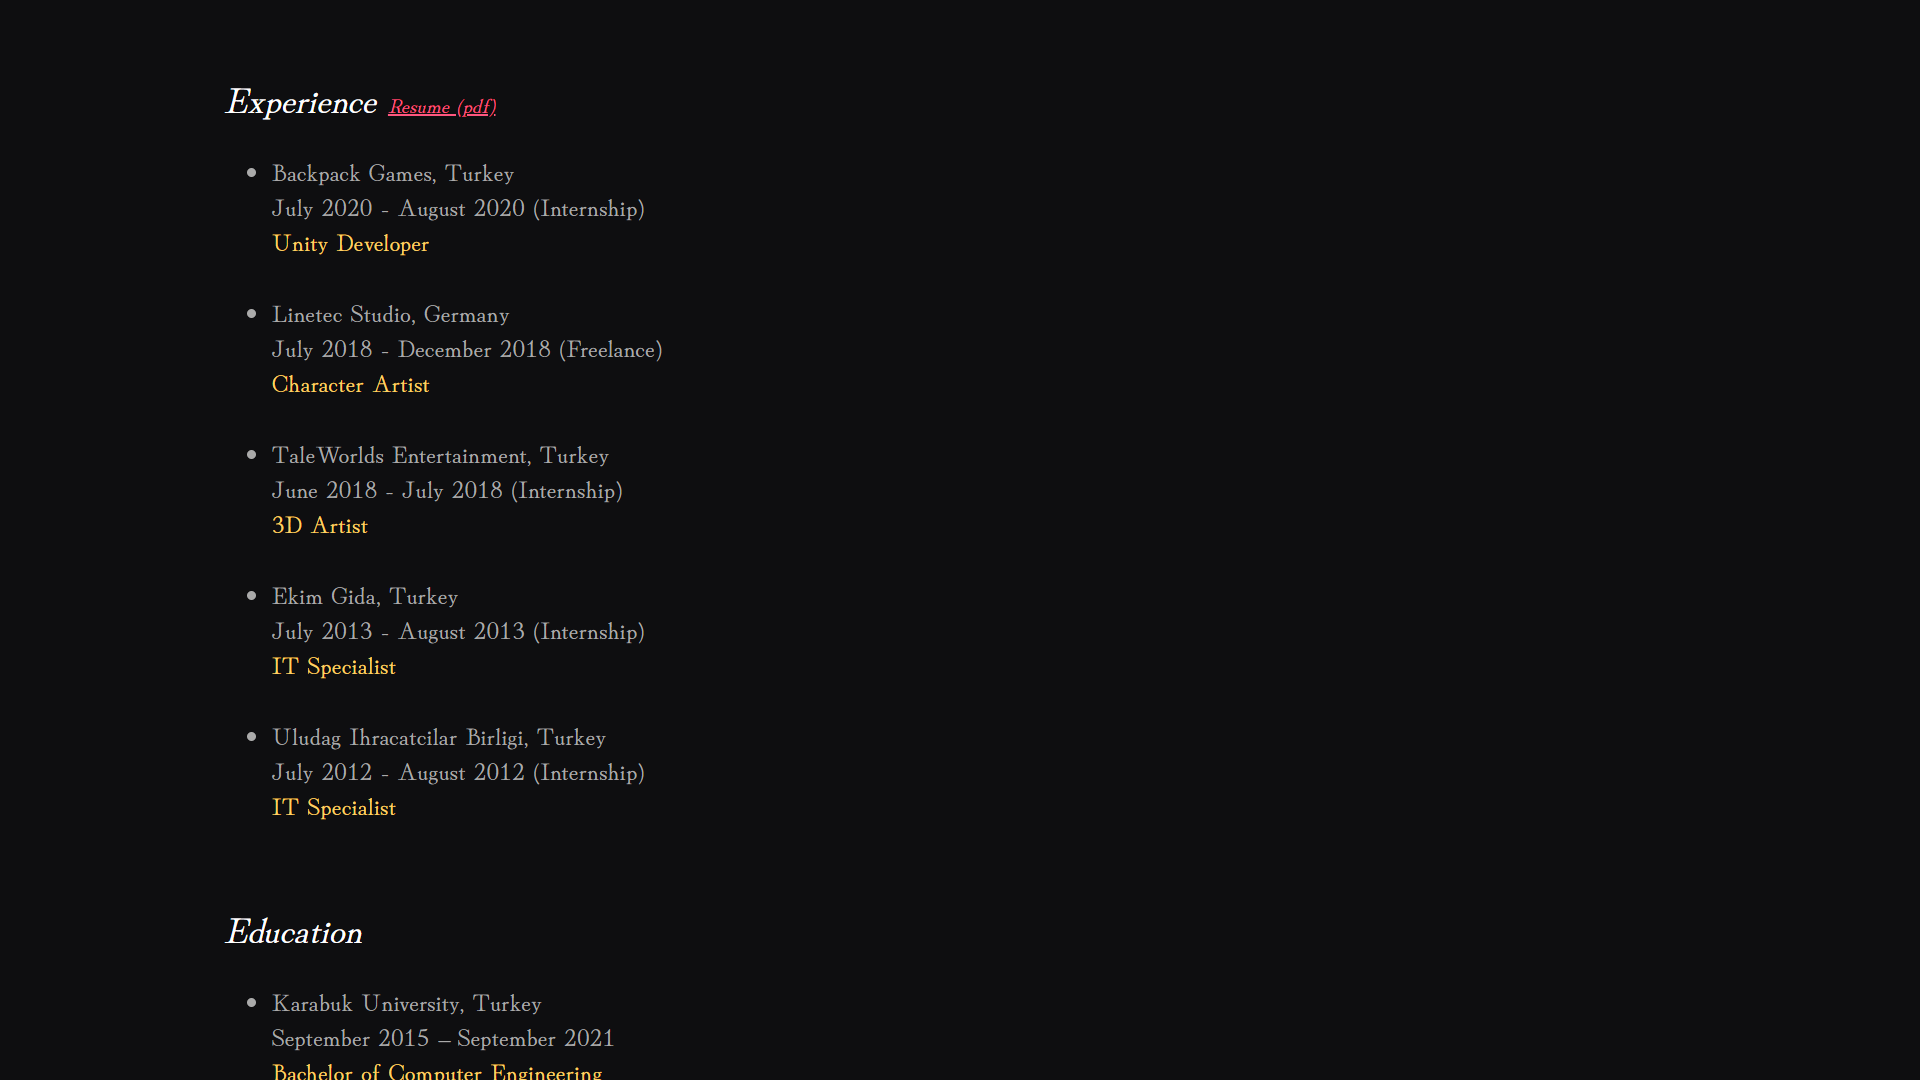 Experience Resume (pdf)
Backpack Games, Turkey
July 2020 - August 2020 (Internship)
Unity Developer
Linetec Studio, Germany
July 2018 - December 2018 (Freelance)
Character Artist
TaleWorlds Entertainment, Turkey
June 2018 - July 2018 (Internship)
3D Artist
Ekim Gida, Turkey
July 2013 - August 2013 (Internship)
IT Specialist
Uludag Ihracatcilar Birligi, Turkey
July 2012 - August 2012 (Internship)
IT Specialist
Education
Karabuk University, Turkey
September 2015 – September 2021
Bachelor of Computer Engineering